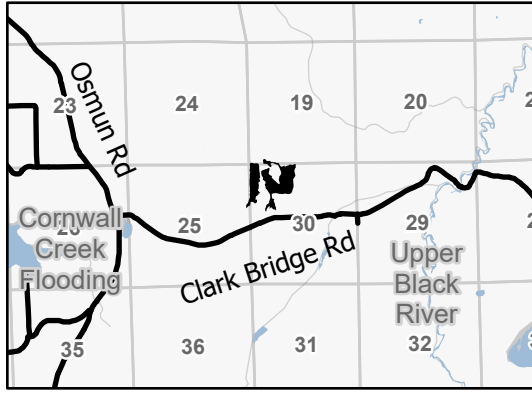 23
24
19
20
Osmun Rd
Cornwall
Creek
Flooding
25
30
29
Clark Bridge Rd
Upper
Black
River
35
36
31
32